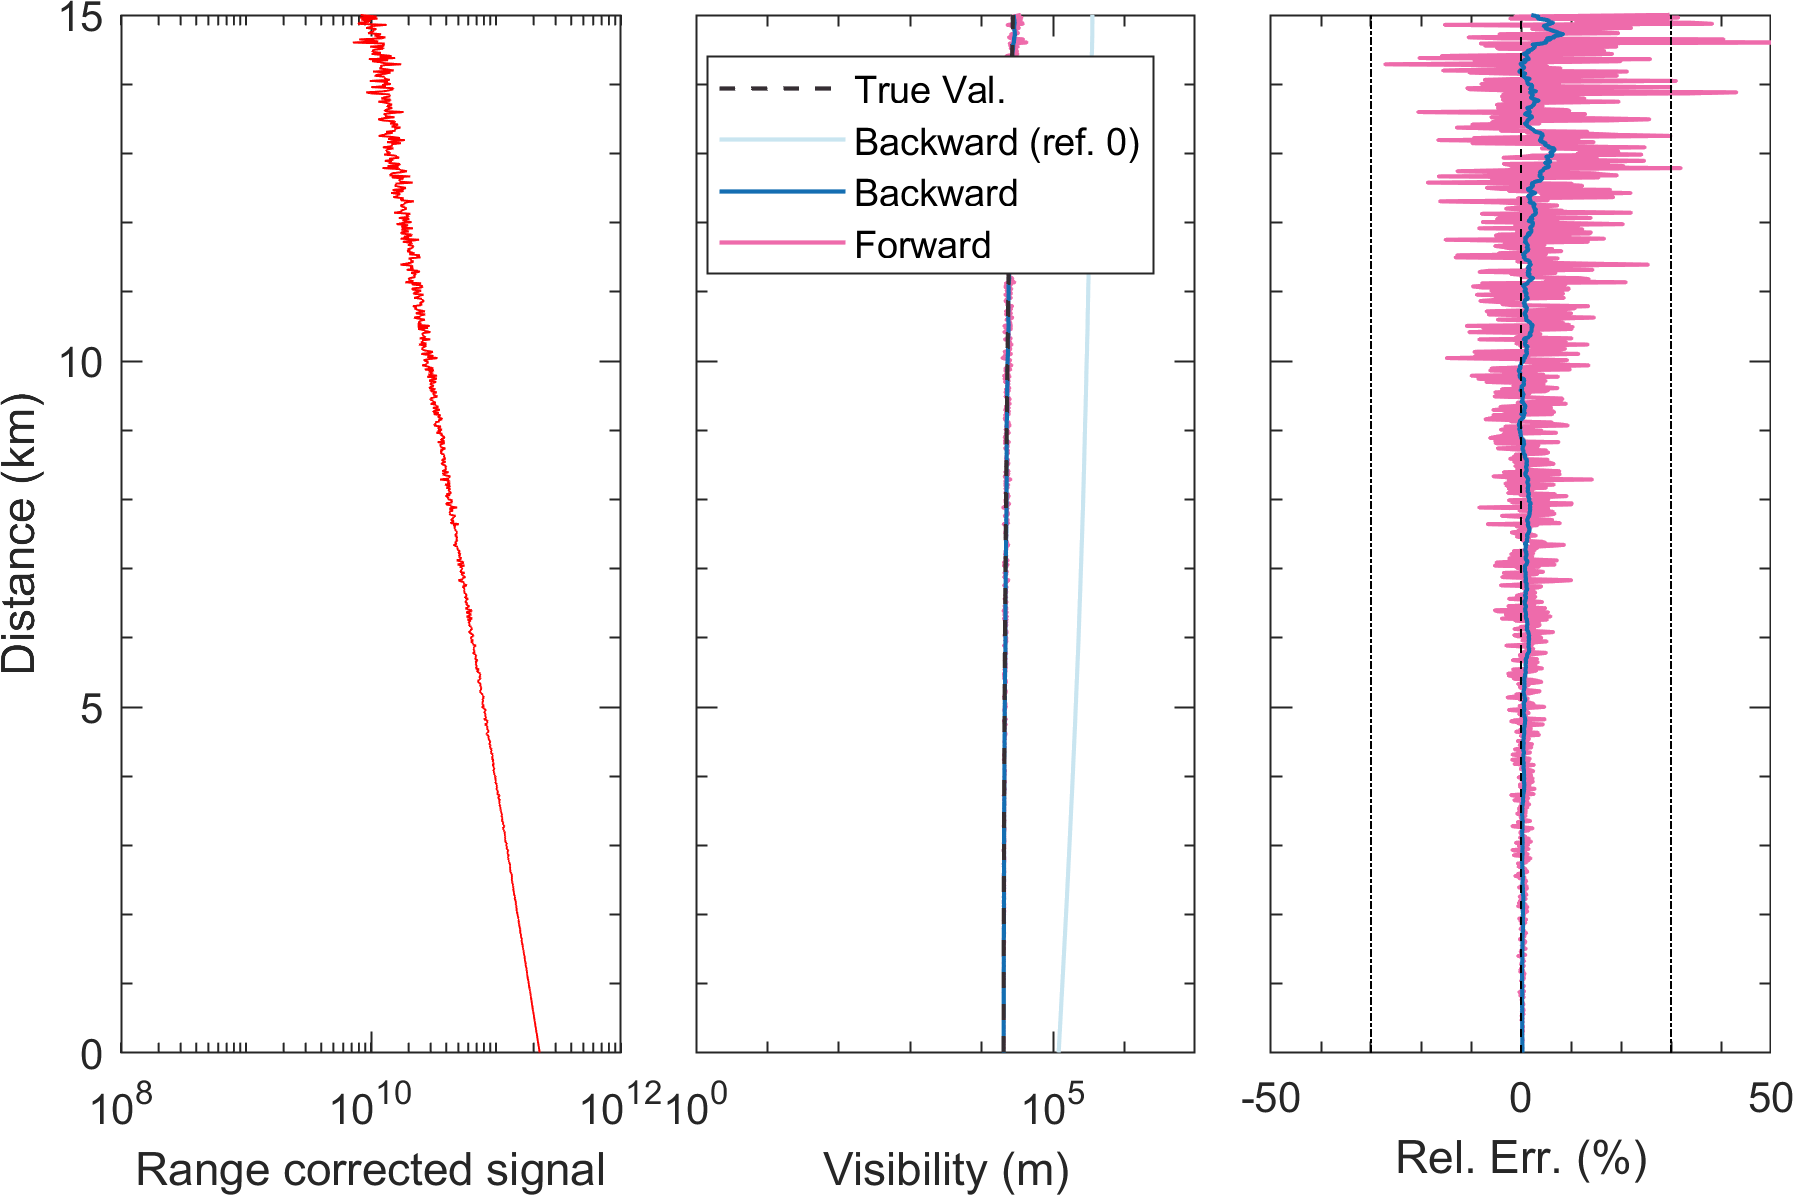 15
10
5
0
Distance (km)
10^8
10^10
10^12
Range corrected signal
True Val.
Backward (ref. 0)
Backward
Forward
10^0
10^5
Visibility (m)
-50
0
50
Rel. Err. (%)